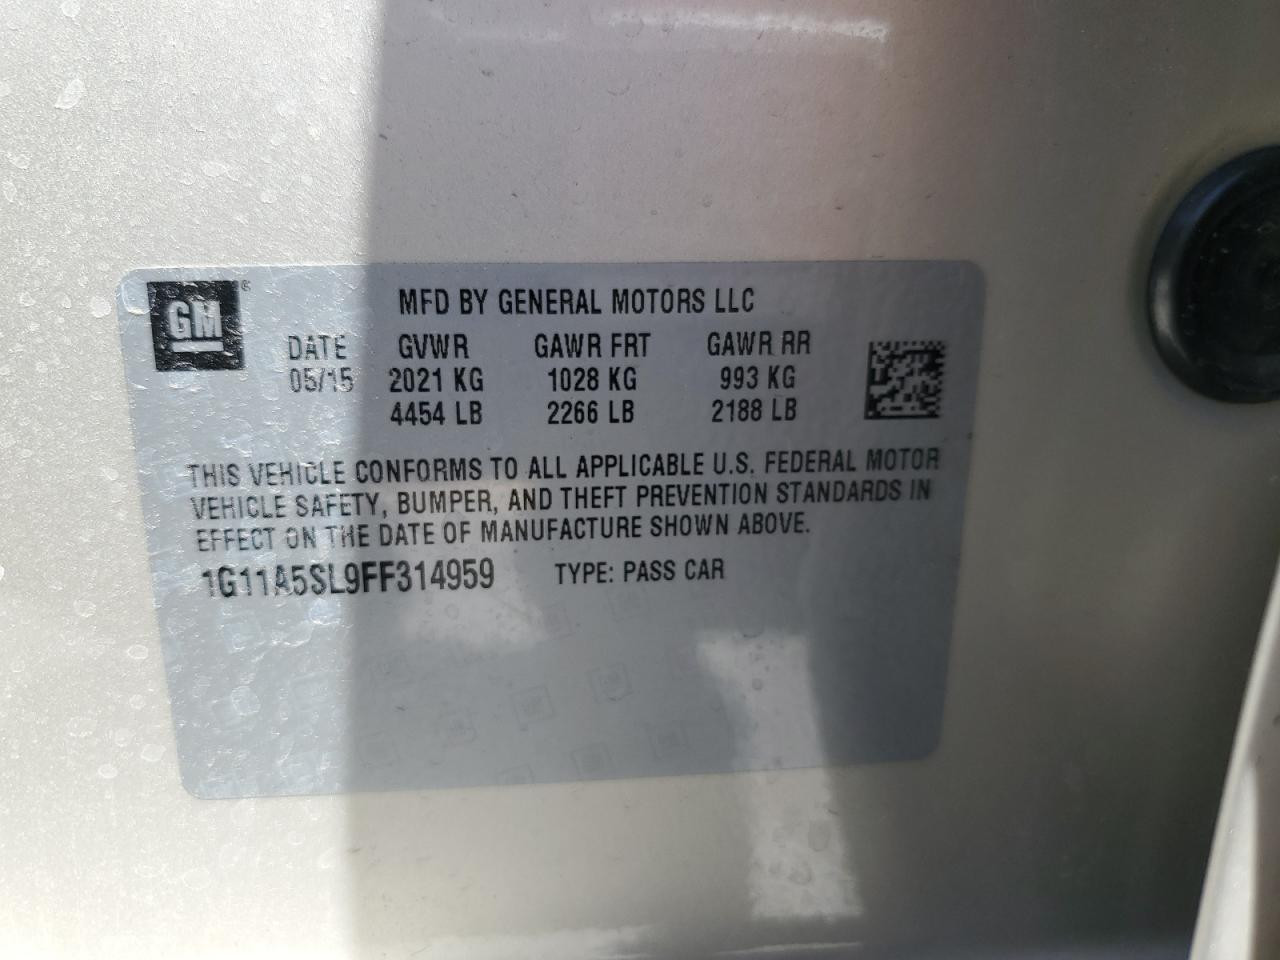 GM ®
MFD BY GENERAL MOTORS LLC
DATE GVWR GAWR FRT GAWR RR
05/15 2021 KG 1028 KG 993 KG
4454 LB 2266 LB 2188 LB
THIS VEHICLE CONFORMS TO ALL APPLICABLE U.S. FEDERAL MOTOR
VEHICLE SAFETY, BUMPER, AND THEFT PREVENTION STANDARDS IN
EFFECT ON THE DATE OF MANUFACTURE SHOWN ABOVE.
1G11A5SL9FF314959 TYPE: PASS CAR